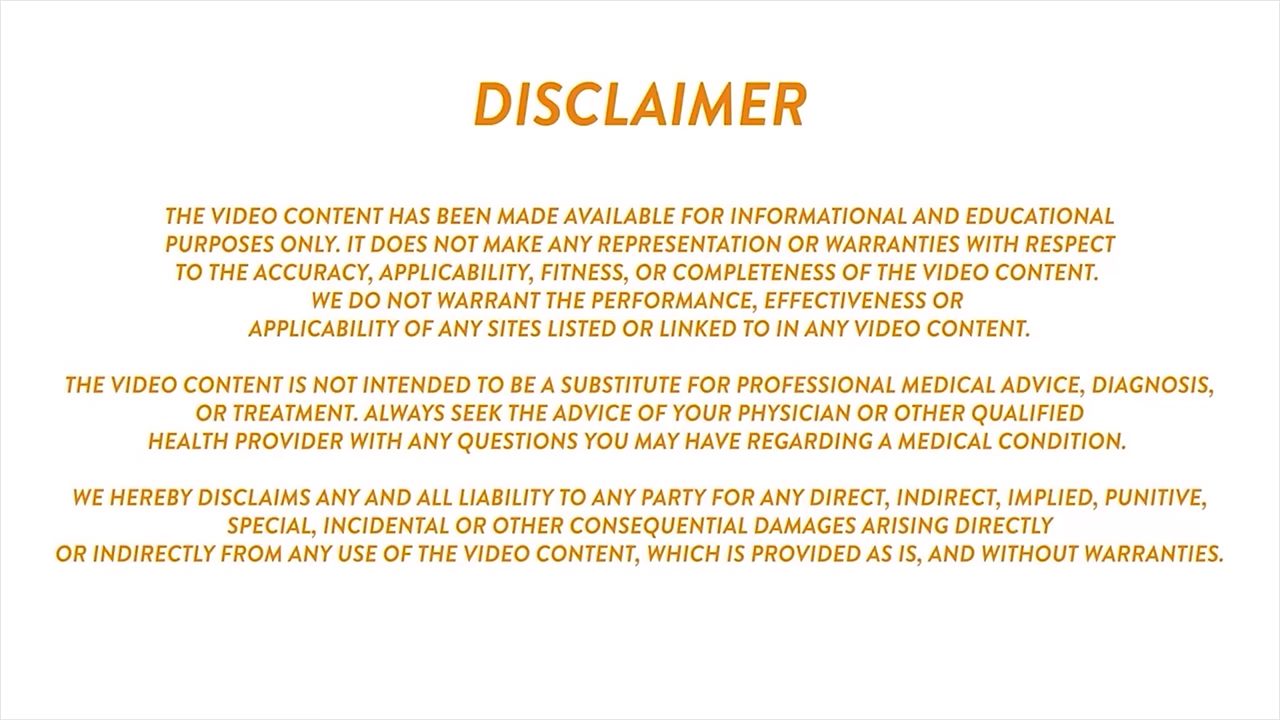 DISCLAIMER
THE VIDEO CONTENT HAS BEEN MADE AVAILABLE FOR INFORMATIONAL AND EDUCATIONAL
PURPOSES ONLY. IT DOES NOT MAKE ANY REPRESENTATION OR WARRANTIES WITH RESPECT
TO THE ACCURACY, APPLICABILITY, FITNESS, OR COMPLETENESS OF THE VIDEO CONTENT.
WE DO NOT WARRANT THE PERFORMANCE, EFFECTIVENESS OR
APPLICABILITY OF ANY SITES LISTED OR LINKED TO IN ANY VIDEO CONTENT.
THE VIDEO CONTENT IS NOT INTENDED TO BE A SUBSTITUTE FOR PROFESSIONAL MEDICAL ADVICE, DIAGNOSIS,
OR TREATMENT. ALWAYS SEEK THE ADVICE OF YOUR PHYSICIAN OR OTHER QUALIFIED
HEALTH PROVIDER WITH ANY QUESTIONS YOU MAY HAVE REGARDING A MEDICAL CONDITION.
WE HEREBY DISCLAIMS ANY AND ALL LIABILITY TO ANY PARTY FOR ANY DIRECT, INDIRECT, IMPLIED, PUNITIVE,
SPECIAL, INCIDENTAL OR OTHER CONSEQUENTIAL DAMAGES ARISING DIRECTLY
OR INDIRECTLY FROM ANY USE OF THE VIDEO CONTENT, WHICH IS PROVIDED AS IS, AND WITHOUT WARRANTIES.